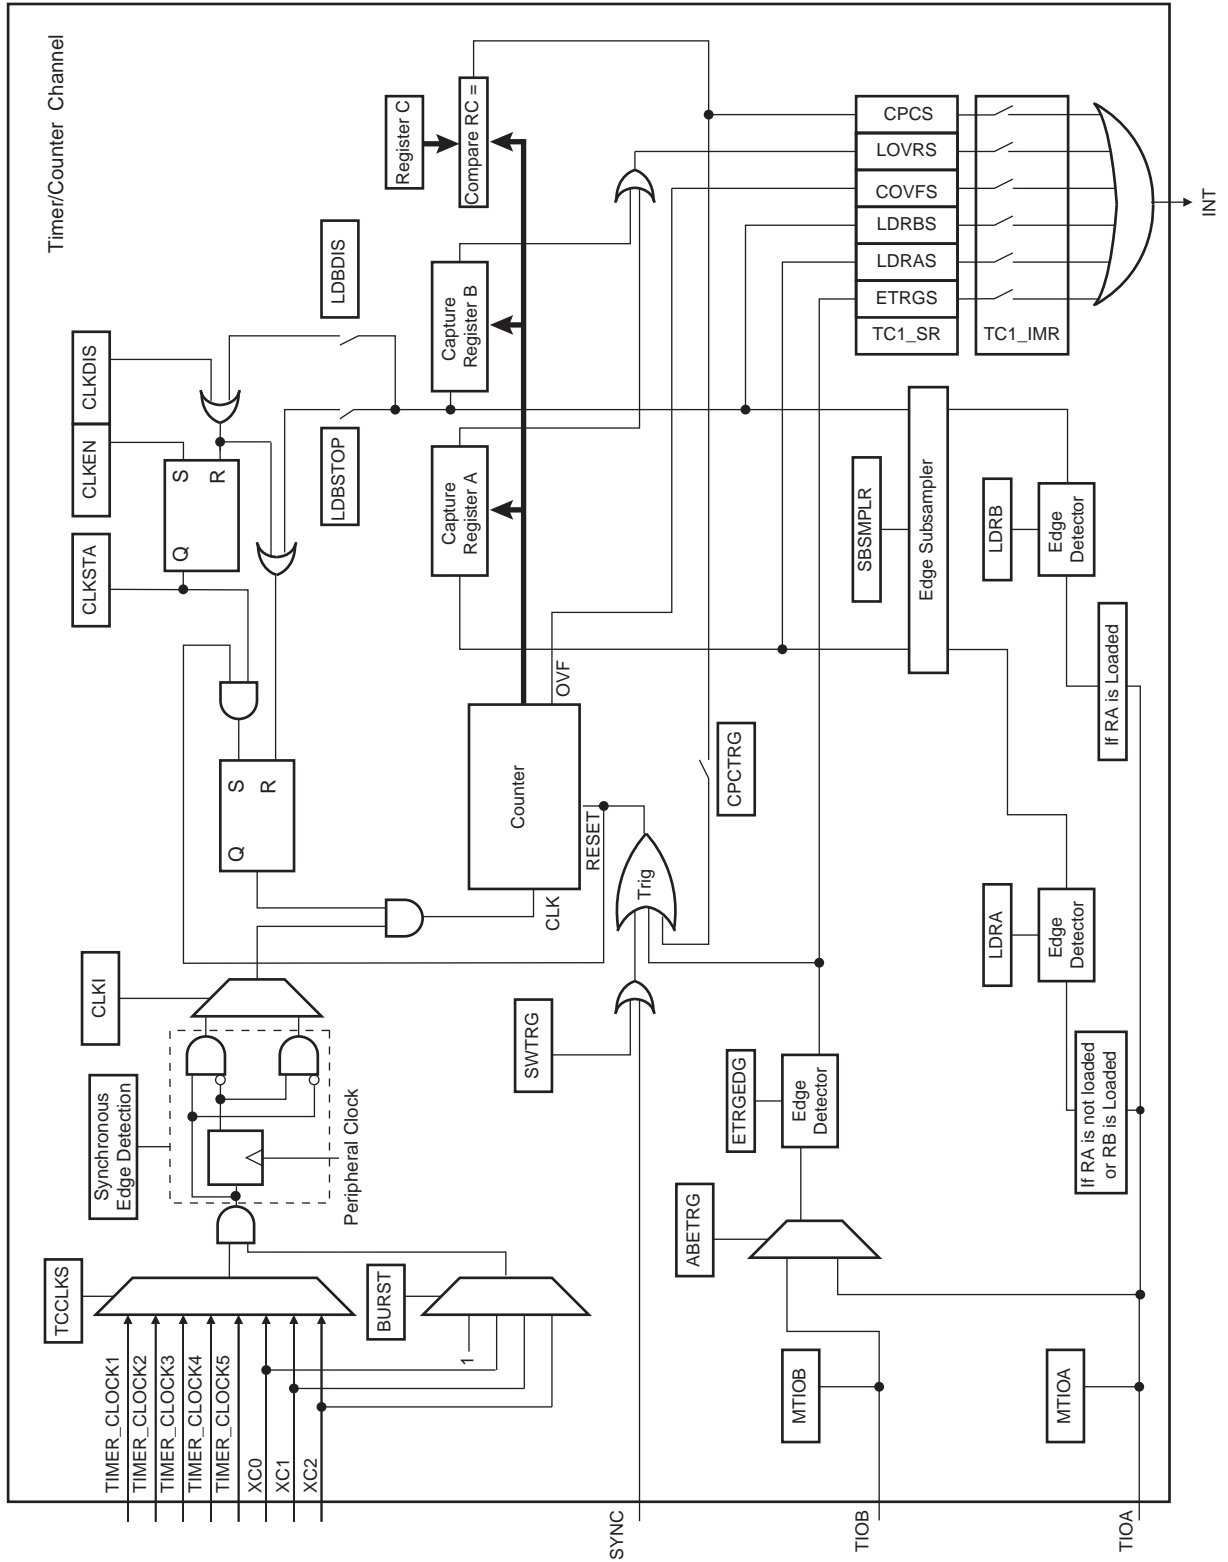 Timer/Counter Channel
TCCLKS
TIMER_CLOCK1
TIMER_CLOCK2
TIMER_CLOCK3
TIMER_CLOCK4
TIMER_CLOCK5
XC0
XC1
XC2
BURST
1
Synchronous
Edge Detection
Peripheral Clock
CLKI
CLKSTA
CLKEN
CLKDIS
Q
S
R
Q
S
R
LDBSTOP
LDBDIS
Register C
Compare RC =
Capture
Register A
Capture
Register B
Counter
CLK
OVF
RESET
SYNC
SWTRG
Trig
CPCTRG
TIOB
MTIOB
ABETRG
ETRGEDG
Edge
Detector
TIOA
MTIOA
If RA is not loaded
or RB is Loaded
LDRA
Edge
Detector
If RA is Loaded
LDRB
Edge
Detector
SBSMPLR
Edge Subsampler
CPCS
LOVRS
COVFS
LDRBS
LDRAS
ETRGS
TC1_SR
TC1_IMR
INT